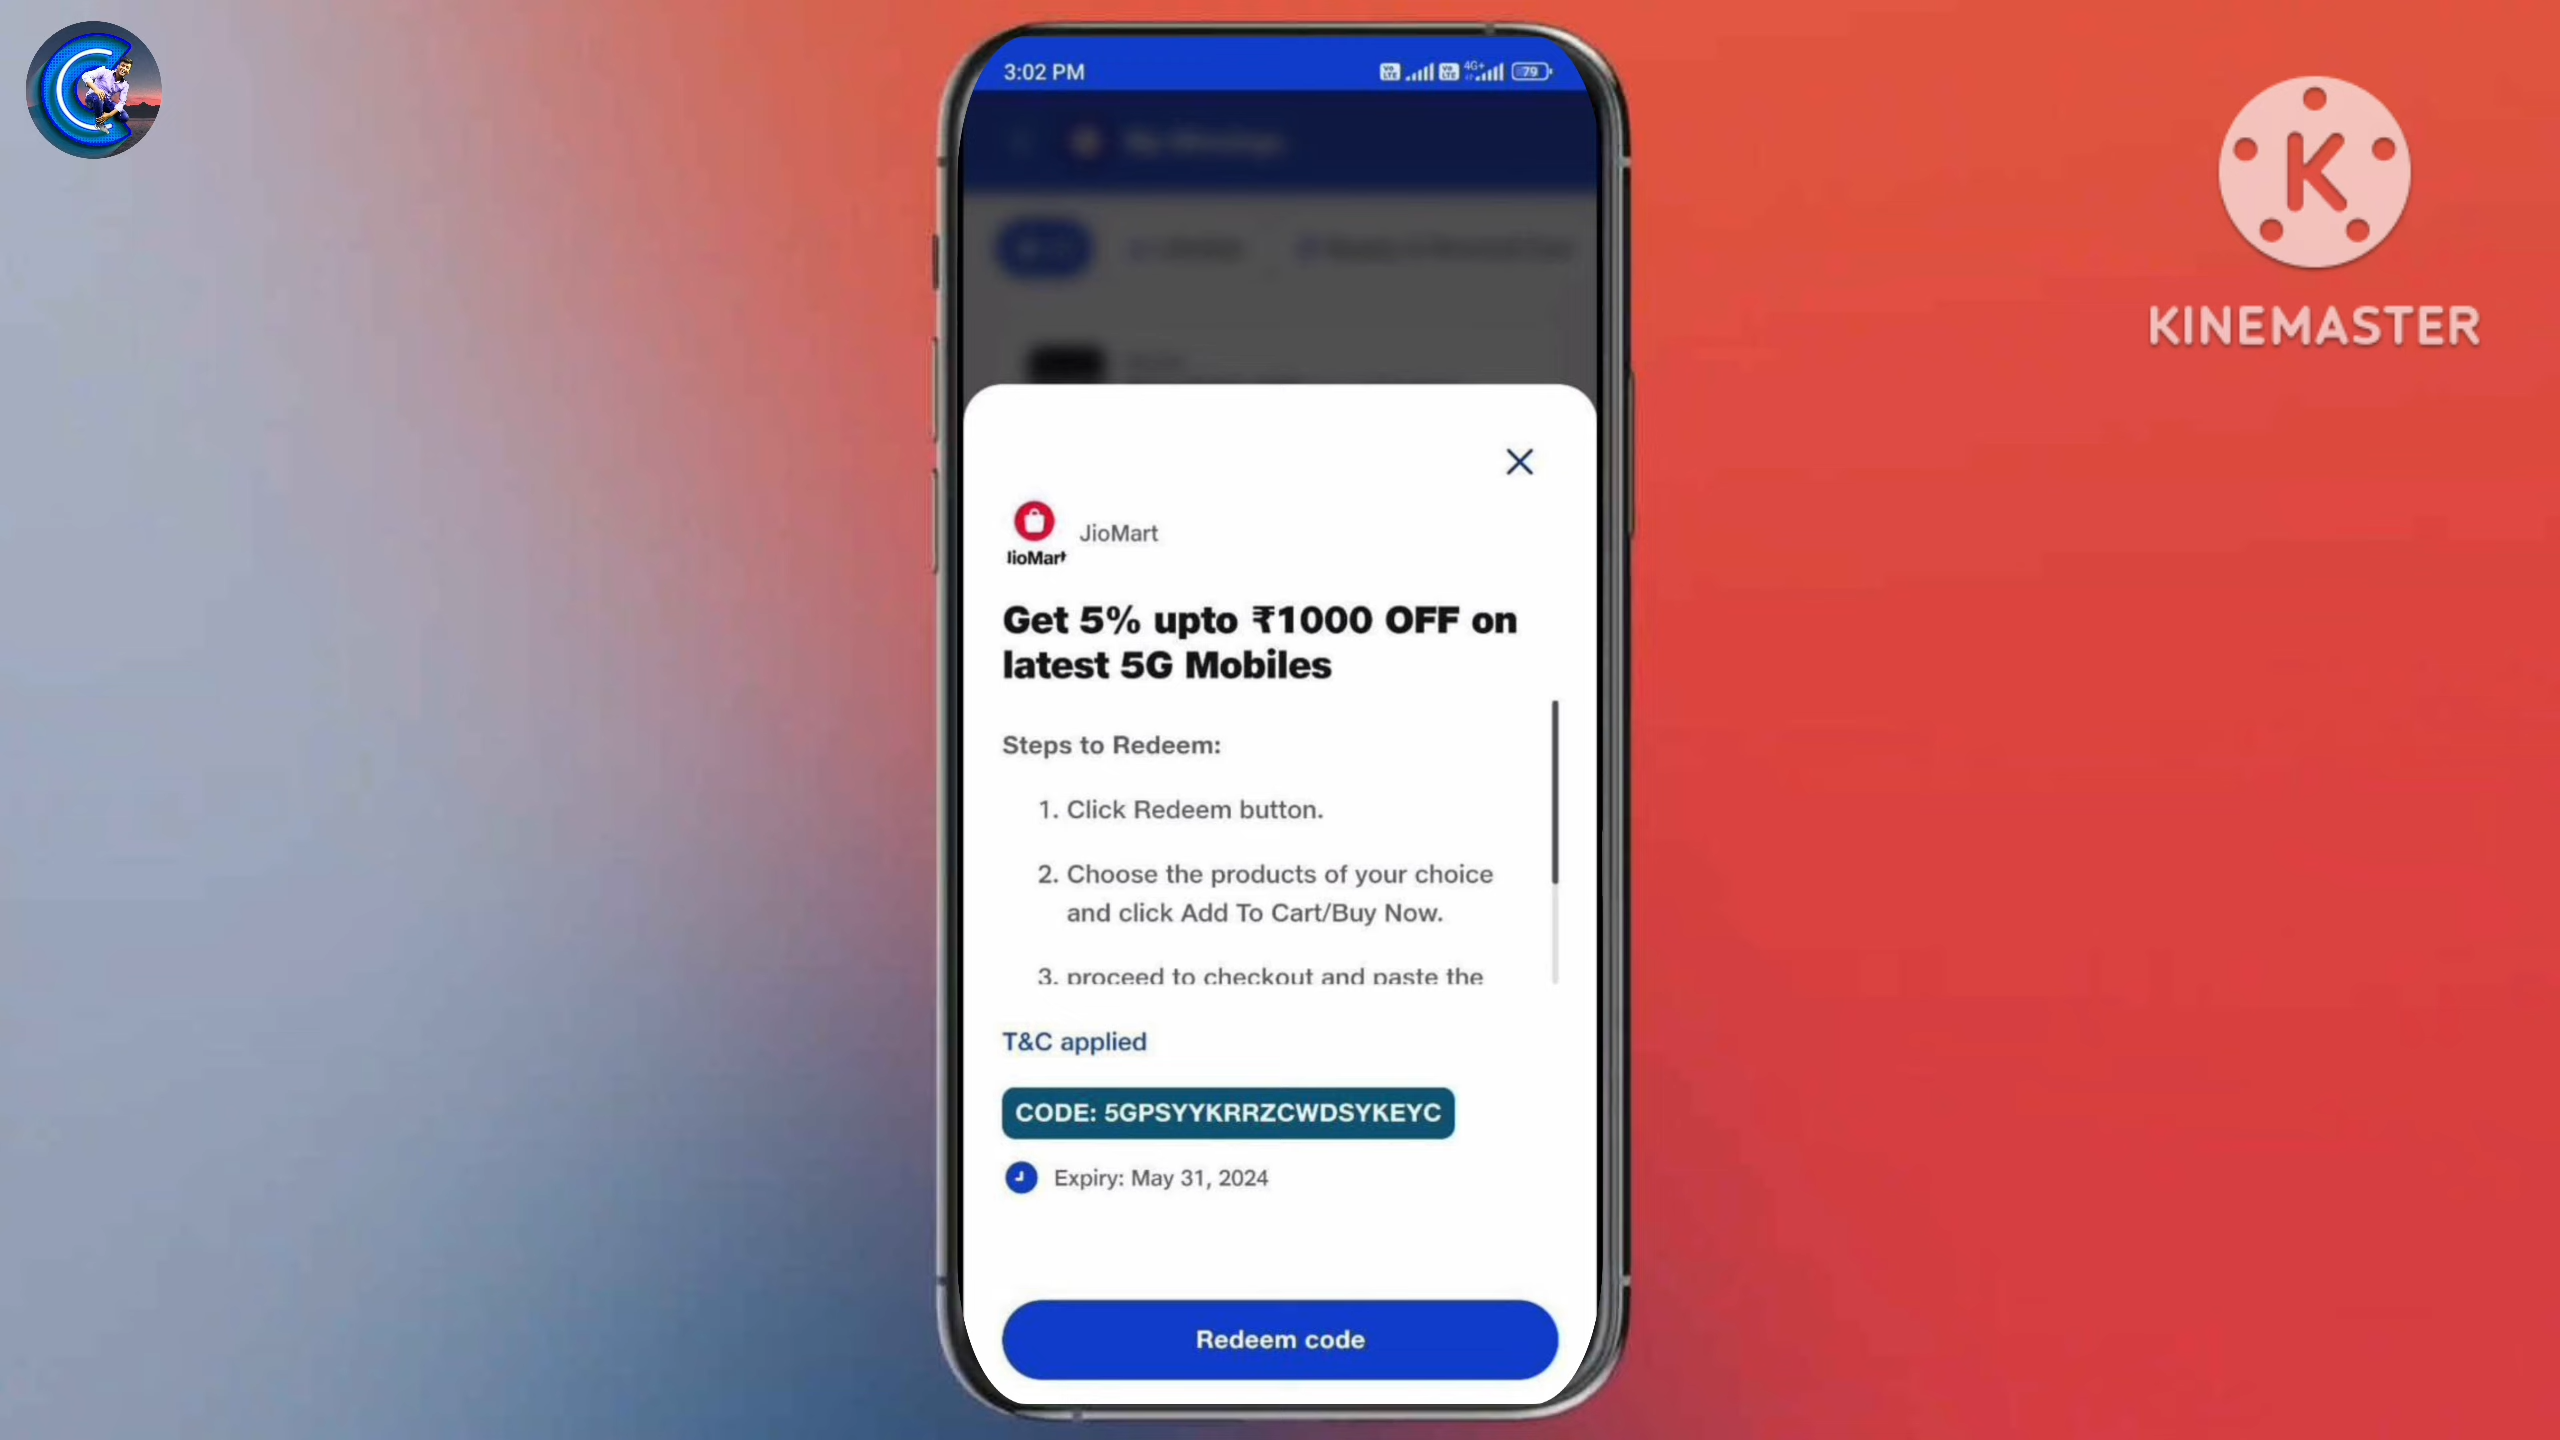 3:02 PM
4G+
79
KINEMASTER
JioMart
JioMart
Get 5% upto ₹1000 OFF on
latest 5G Mobiles
Steps to Redeem:
1. Click Redeem button.
2. Choose the products of your choice
and click Add To Cart/Buy Now.
3. proceed to checkout and paste the
T&C applied
CODE: 5GPSYYKRRZCWDSYKEYC
Expiry: May 31, 2024
Redeem code